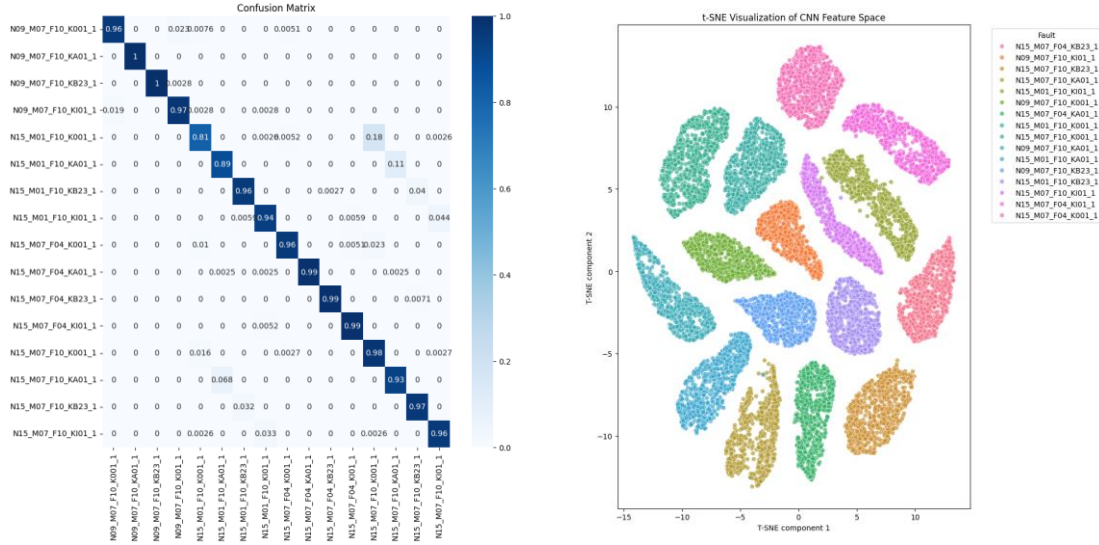 Confusion Matrix
N09_M07_F10_K001_1 0.96 0 0 0.023 0.0076 0 0 0 0.0051 0 0 0 0 0 0 0
N09_M07_F10_KA01_1 0 1 0 0 0 0 0 0 0 0 0 0 0 0 0 0
N09_M07_F10_KB23_1 0 0 1 0.0028 0 0 0 0 0 0 0 0 0 0 0 0
N09_M07_F10_KI01_1 0.019 0 0 0.97 0.0028 0 0 0.0028 0 0 0 0 0 0 0 0
N15_M01_F10_K001_1 0 0 0 0 0.81 0 0 0.0026 0.0052 0 0 0 0.18 0 0 0.0026
N15_M01_F10_KA01_1 0 0 0 0 0 0.89 0 0 0 0 0 0 0 0.11 0 0
N15_M01_F10_KB23_1 0 0 0 0 0 0 0.96 0 0 0 0.0027 0 0 0 0.04 0
N15_M01_F10_KI01_1 0 0 0 0 0 0 0.0059 0.94 0 0 0 0.0059 0 0 0 0.044
N15_M07_F04_K001_1 0 0 0 0 0.01 0 0 0 0.96 0 0 0.0051 0.023 0 0 0
N15_M07_F04_KA01_1 0 0 0 0 0 0.0025 0 0.0025 0 0.99 0 0 0 0.0025 0 0
N15_M07_F04_KB23_1 0 0 0 0 0 0 0 0 0 0 0.99 0 0 0 0.0071 0
N15_M07_F04_KI01_1 0 0 0 0 0 0 0 0.0052 0 0 0 0.99 0 0 0 0
N15_M07_F10_K001_1 0 0 0 0 0.016 0 0 0 0.0027 0 0 0 0.98 0 0 0.0027
N15_M07_F10_KA01_1 0 0 0 0 0 0.068 0 0 0 0 0 0 0 0.93 0 0
N15_M07_F10_KB23_1 0 0 0 0 0 0 0.032 0 0 0 0 0 0 0 0.97 0
N15_M07_F10_KI01_1 0 0 0 0 0.0026 0 0 0.033 0 0 0 0 0.0026 0 0 0.96
N09_M07_F10_K001_1
N09_M07_F10_KA01_1
N09_M07_F10_KB23_1
N09_M07_F10_KI01_1
N15_M01_F10_K001_1
N15_M01_F10_KA01_1
N15_M01_F10_KB23_1
N15_M01_F10_KI01_1
N15_M07_F04_K001_1
N15_M07_F04_KA01_1
N15_M07_F04_KB23_1
N15_M07_F04_KI01_1
N15_M07_F10_K001_1
N15_M07_F10_KA01_1
N15_M07_F10_KB23_1
N15_M07_F10_KI01_1
1.0
0.8
0.6
0.4
0.2
0.0
t-SNE Visualization of CNN Feature Space
T-SNE component 2
10
5
0
−5
−10
−15 −10 −5 0 5 10
T-SNE component 1
Fault
N15_M07_F04_KB23_1
N09_M07_F10_KI01_1
N15_M07_F10_KB23_1
N15_M07_F10_KA01_1
N15_M01_F10_KI01_1
N09_M07_F10_K001_1
N15_M07_F04_KA01_1
N15_M01_F10_K001_1
N15_M07_F10_K001_1
N09_M07_F10_KA01_1
N15_M01_F10_KA01_1
N09_M07_F10_KB23_1
N15_M01_F10_KB23_1
N15_M07_F10_KI01_1
N15_M07_F04_KI01_1
N15_M07_F04_K001_1